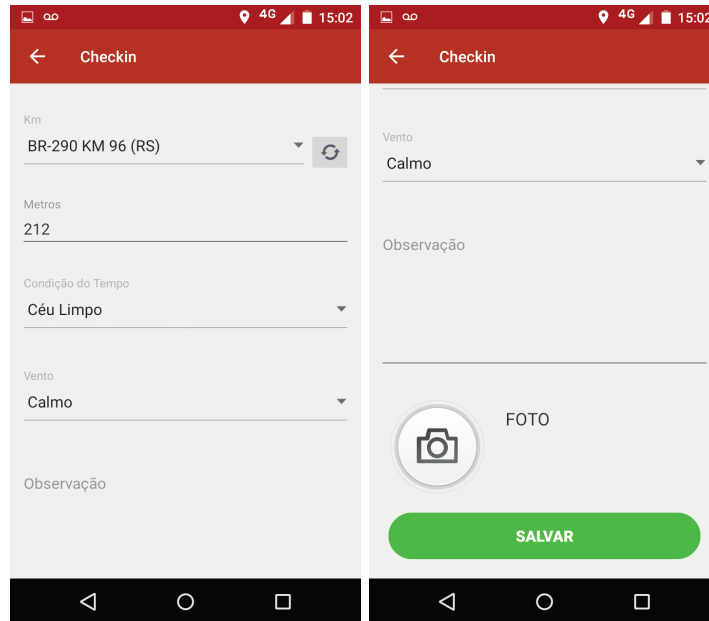 4G 15:02
Checkin
Km
BR-290 KM 96 (RS)
Metros
212
Condição do Tempo
Céu Limpo
Vento
Calmo
Observação
4G 15:02
Checkin
Vento
Calmo
Observação
FOTO
SALVAR